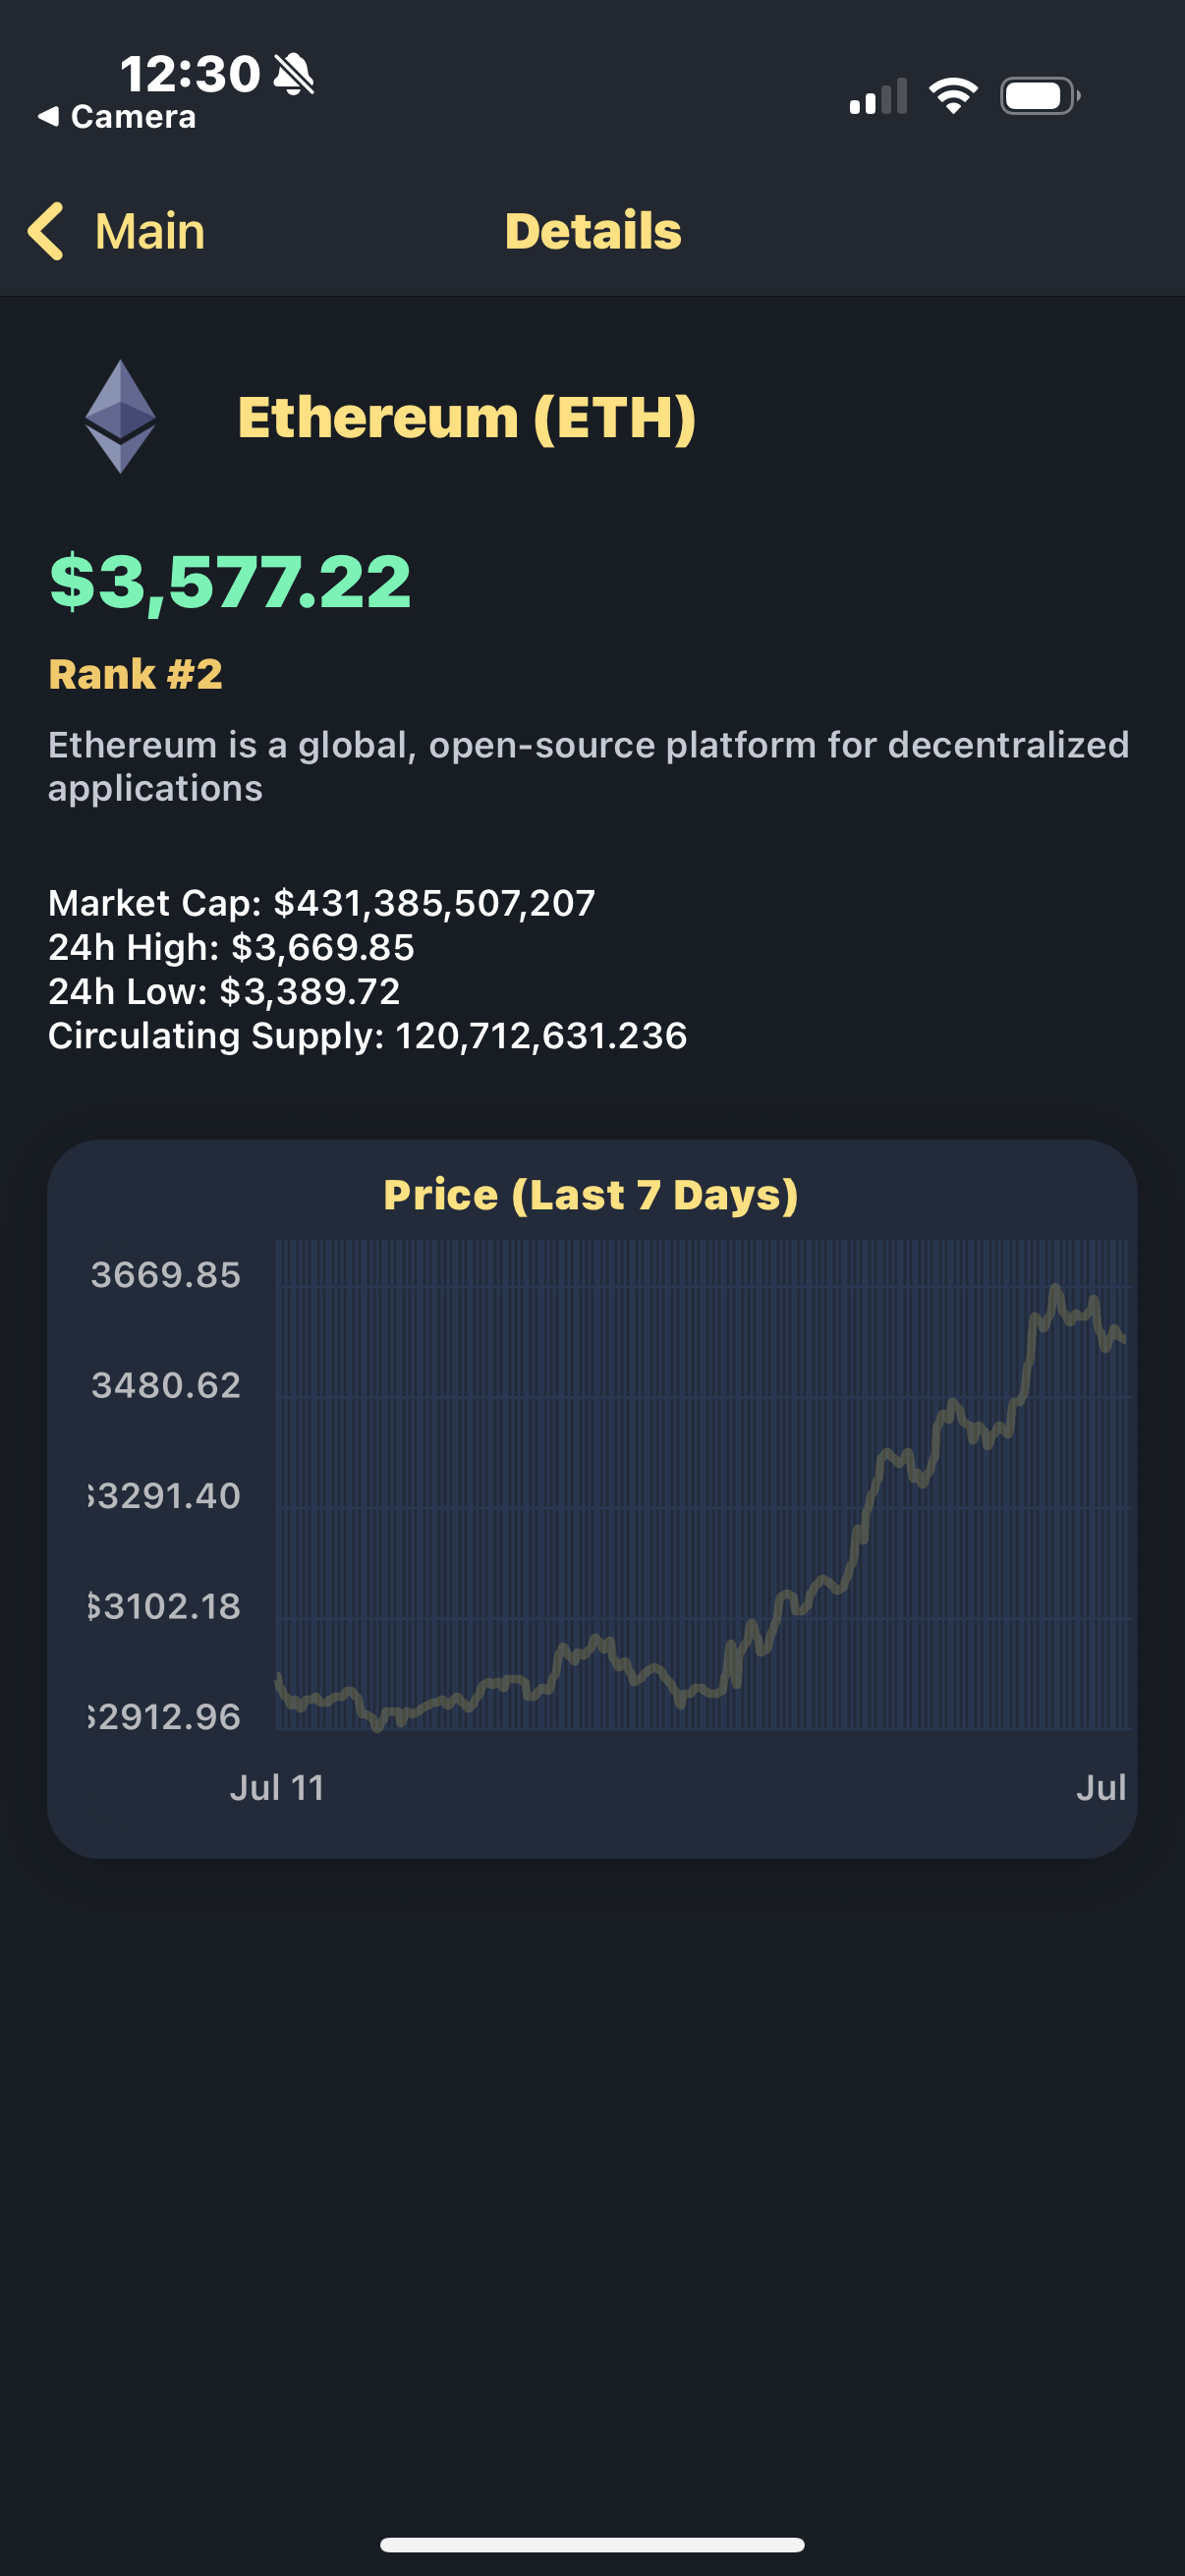 12:30
Camera
Main
Details
Ethereum (ETH)
$3,577.22
Rank #2
Ethereum is a global, open-source platform for decentralized
applications
Market Cap: $431,385,507,207
24h High: $3,669.85
24h Low: $3,389.72
Circulating Supply: 120,712,631.236
Price (Last 7 Days)
3669.85
3480.62
$3291.40
$3102.18
$2912.96
Jul 11
Jul